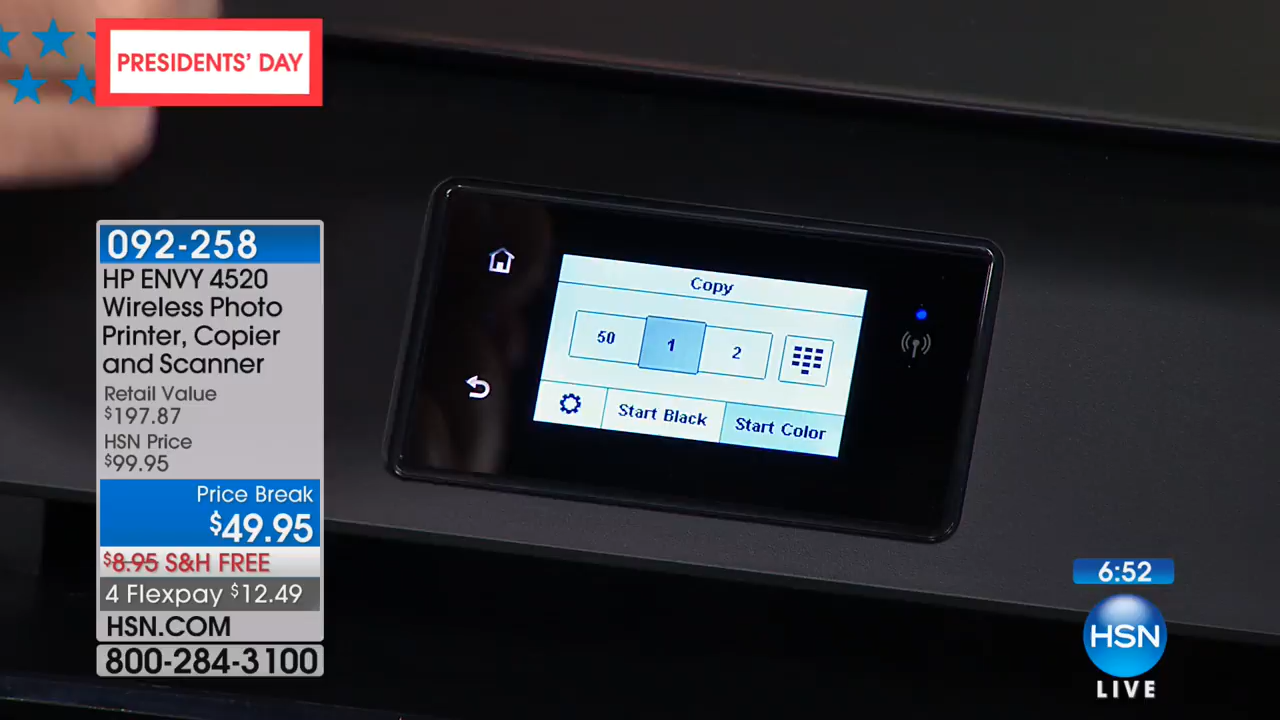 PRESIDENTS' DAY
092-258
HP ENVY 4520
Wireless Photo
Printer, Copier
and Scanner
Retail Value
$197.87
HSN Price
$99.95
Price Break
$49.95
$8.95 S&H FREE
4 Flexpay $12.49
HSN.COM
800-284-3100
Copy
50 1 2
Start Black Start Color
6:52
HSN
LIVE